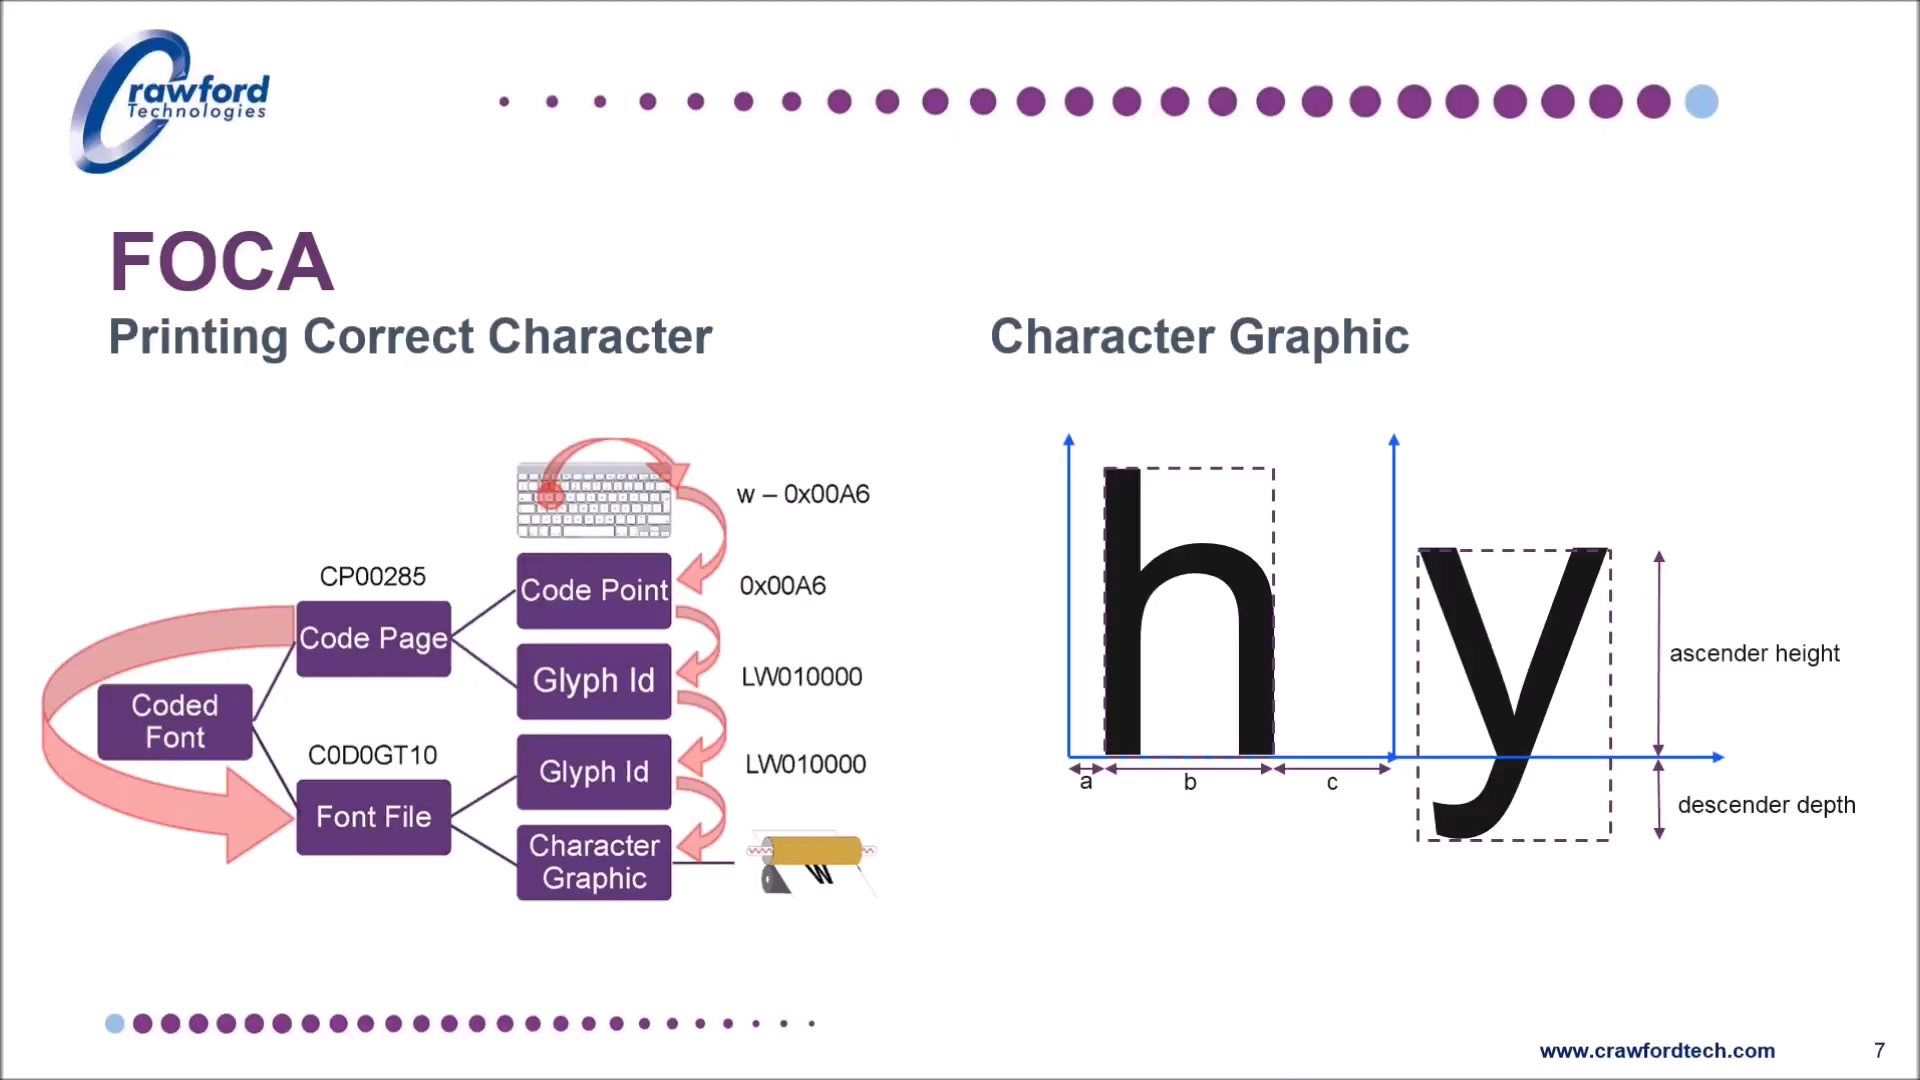 Crawford
Technologies
FOCA
Printing Correct Character
Character Graphic
w – 0x00A6
CP00285
Code Point
0x00A6
Code Page
Glyph Id
LW010000
Coded
Font
C0D0GT10
Glyph Id
LW010000
Font File
Character
Graphic
W
h
y
ascender height
a
b
c
descender depth
www.crawfordtech.com
7